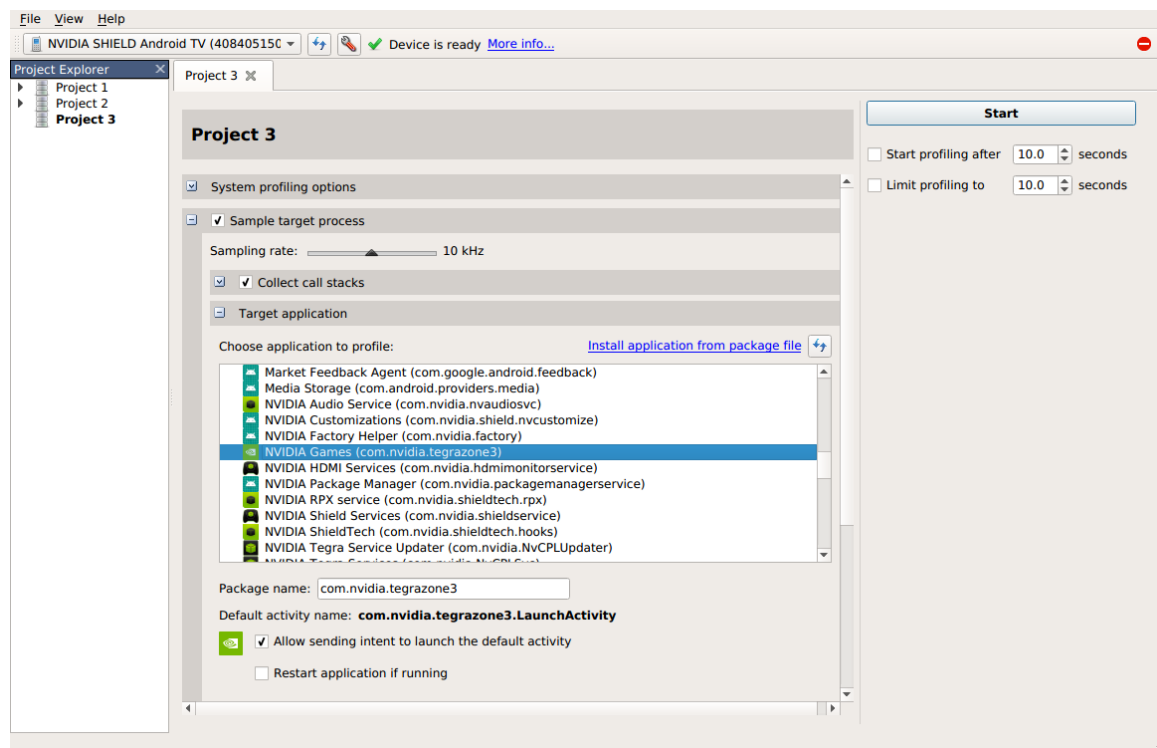 File View Help
NVIDIA SHIELD Android TV (40840515C Device is ready More info...
Project Explorer
Project 1
Project 2
Project 3
Project 3
Project 3
System profiling options
Sample target process
Sampling rate: 10 kHz
Collect call stacks
Target application
Choose application to profile: Install application from package file
Market Feedback Agent (com.google.android.feedback)
Media Storage (com.android.providers.media)
NVIDIA Audio Service (com.nvidia.nvaudiosvc)
NVIDIA Customizations (com.nvidia.shield.nvcustomize)
NVIDIA Factory Helper (com.nvidia.factory)
NVIDIA Games (com.nvidia.tegrazone3)
NVIDIA HDMI Services (com.nvidia.hdmimonitorservice)
NVIDIA Package Manager (com.nvidia.packagemanagerservice)
NVIDIA RPX service (com.nvidia.shieldtech.rpx)
NVIDIA Shield Services (com.nvidia.shieldservice)
NVIDIA ShieldTech (com.nvidia.shieldtech.hooks)
NVIDIA Tegra Service Updater (com.nvidia.NvCPLUpdater)
NVIDIA Tegra Services (com.nvidia.NvCPLSvc)
Package name: com.nvidia.tegrazone3
Default activity name: com.nvidia.tegrazone3.LaunchActivity
Allow sending intent to launch the default activity
Restart application if running
Start
Start profiling after 10.0 seconds
Limit profiling to 10.0 seconds